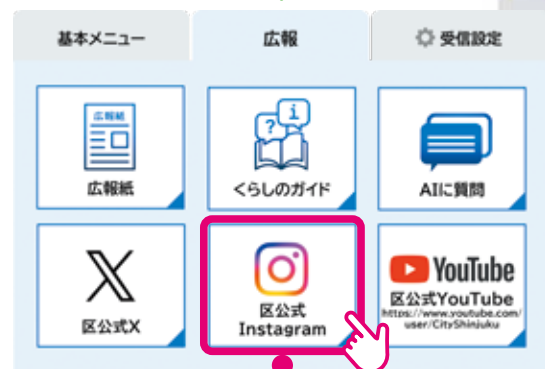 基本メニュー
広報
受信設定
広報紙
広報紙
くらしのガイド
AIに質問
区公式X
区公式
Instagram
YouTube
区公式YouTube
https://www.youtube.com/
user/CityShinjuku